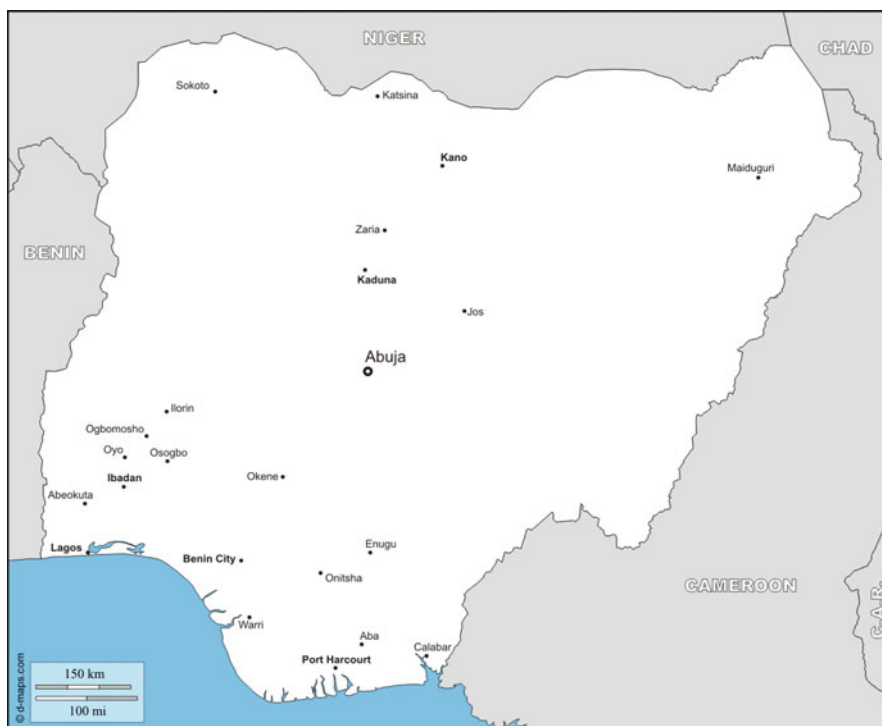 NIGER
CHAD
Sokoto
Katsina
Kano
Maiduguri
Zaria
BENIN
Kaduna
Jos
Abuja
Ilorin
Ogbomosho
Oyo
Osogbo
Okene
Ibadan
Abeokuta
Lagos
Benin City
Enugu
Onitsha
CAMEROON
C.A.R.
Warri
Aba
Calabar
Port Harcourt
150 km
100 mi
© d-maps.com